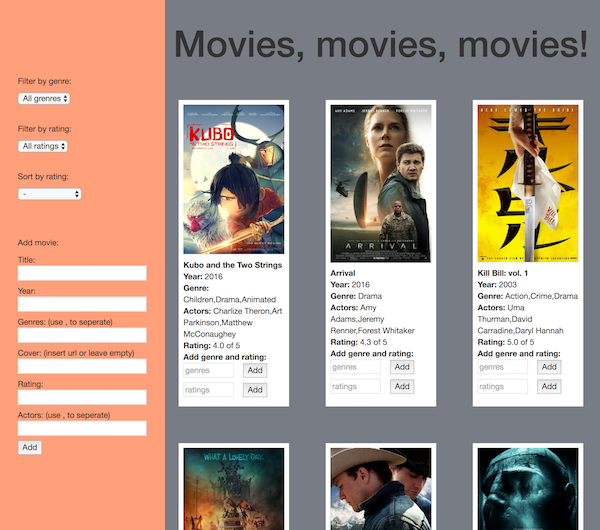 Movies, movies, movies!
Filter by genre:
All grenres
Filter by rating:
All ratings
Sort by rating:
-
Add movie:
Title:
Year:
Genres: (use , to seperate)
Cover: (insert url or leave empty)
Rating:
Actors: (use , to seperate)
Add
KUBO
AND THE TWO STRINGS
Kubo and the Two Strings
Year: 2016
Genre:
Children,Drama,Animated
Actors: Charlize Theron,Art
Parkinson,Matthew
McConaughey
Rating: 4.0 of 5
Add genre and rating:
genres Add
ratings Add
AMY ADAMS JEREMY RENNER FOREST WHITAKER
ARRIVAL
Arrival
Year: 2016
Genre: Drama
Actors: Amy
Adams,Jeremy
Renner,Forest Whitaker
Rating: 4.3 of 5
Add genre and rating:
genres Add
ratings Add
HERE COMES THE BRIDE
Kill Bill: vol. 1
Year: 2003
Genre: Action,Crime,Drama
Actors: Uma
Thurman,David
Carradine,Daryl Hannah
Rating: 5.0 of 5
Add genre and rating:
genres Add
ratings Add
WHAT A LOVELY DAY.